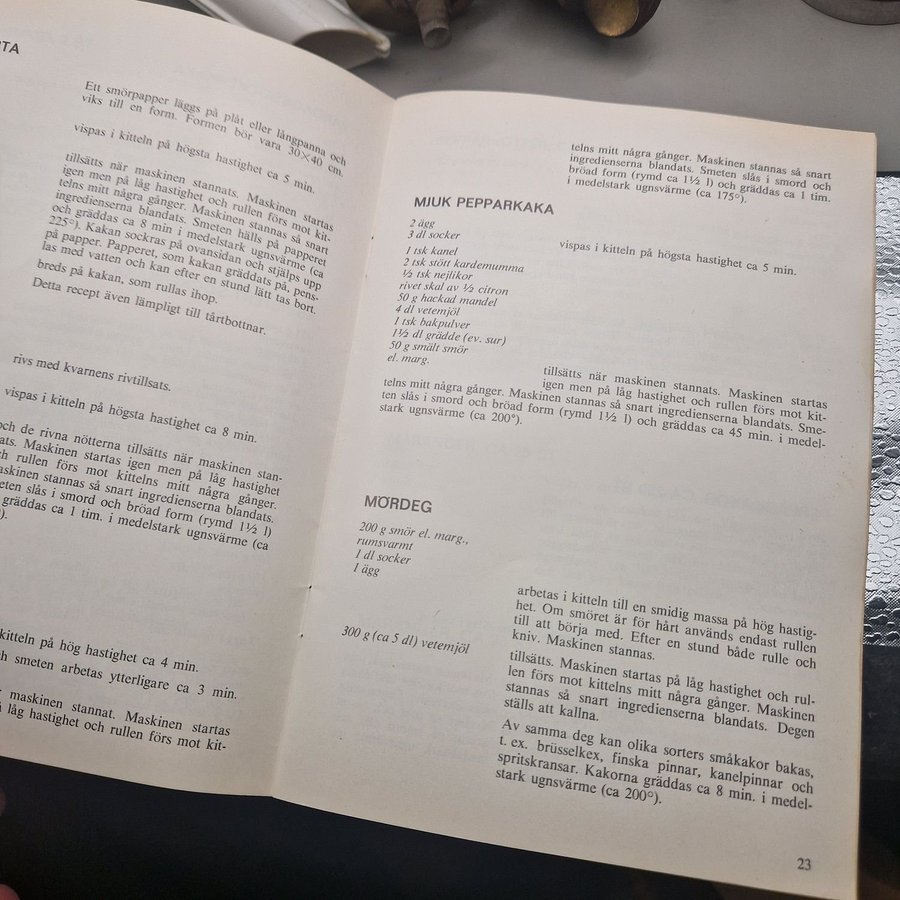 RTA
Ett smörpapper läggs på plåt eller långpanna och
viks till en form. Formen bör vara 30×40 cm.
vispas i kitteln på högsta hastighet ca 5 min.
tillsätts när maskinen stannats. Maskinen startas
igen men på låg hastighet och rullen förs mot kit-
telns mitt några gånger. Maskinen stannas så snart
ingredienserna blandats. Smeten hälls på papperet
och gräddas ca 8 min i medelstark ugnsvärme (ca
225°). Kakan sockras på ovansidan och stjälps upp
på papper. Papperet, som kakan gräddats på, pens-
las med vatten och kan efter en stund lätt tas bort.
breds på kakan, som rullas ihop.
Detta recept även lämpligt till tårtbottnar.
rivs med kvarnens rivtillsats.
vispas i kitteln på högsta hastighet ca 8 min.
och de rivna nötterna tillsätts när maskinen stan-
ats. Maskinen startas igen men på låg hastighet
h rullen förs mot kittelns mitt några gånger.
askinen stannas så snart ingredienserna blandats.
eten slås i smord och bröad form (rymd 1½ l)
gräddas ca 1 tim. i medelstark ugnsvärme (ca
).
kitteln på hög hastighet ca 4 min.
h smeten arbetas ytterligare ca 3 min.
maskinen stannat. Maskinen startas
låg hastighet och rullen förs mot kit-
telns mitt några gånger. Maskinen stannas så snart
ingredienserna blandats. Smeten slås i smord och
bröad form (rymd ca 1½ l) och gräddas ca 1 tim.
i medelstark ugnsvärme (ca 175°).
MJUK PEPPARKAKA
2 ägg
3 dl socker
vispas i kitteln på högsta hastighet ca 5 min.
1 tsk kanel
2 tsk stött kardemumma
½ tsk nejlikor
rivet skal av ½ citron
50 g hackad mandel
4 dl vetemjöl
1 tsk bakpulver
1½ dl grädde (ev. sur)
50 g smält smör
el. marg.
tillsätts när maskinen stannats. Maskinen startas
igen men på låg hastighet och rullen förs mot kit-
telns mitt några gånger. Maskinen stannas så snart ingredienserna blandats. Sme-
ten slås i smord och bröad form (rymd 1½ l) och gräddas ca 45 min. i medel-
stark ugnsvärme (ca 200°).
MÖRDEG
200 g smör el. marg.,
rumsvarmt
1 dl socker
1 ägg
arbetas i kitteln till en smidig massa på hög hastig-
het. Om smöret är för hårt används endast rullen
till att börja med. Efter en stund både rulle och
kniv. Maskinen stannas.
300 g (ca 5 dl) vetemjöl
tillsätts. Maskinen startas på låg hastighet och rul-
len förs mot kittelns mitt några gånger. Maskinen
stannas så snart ingredienserna blandats. Degen
ställs att kallna.
Av samma deg kan olika sorters småkakor bakas,
t. ex. brüsselkex, finska pinnar, kanelpinnar och
spritskransar. Kakorna gräddas ca 8 min. i medel-
stark ugnsvärme (ca 200°).
23